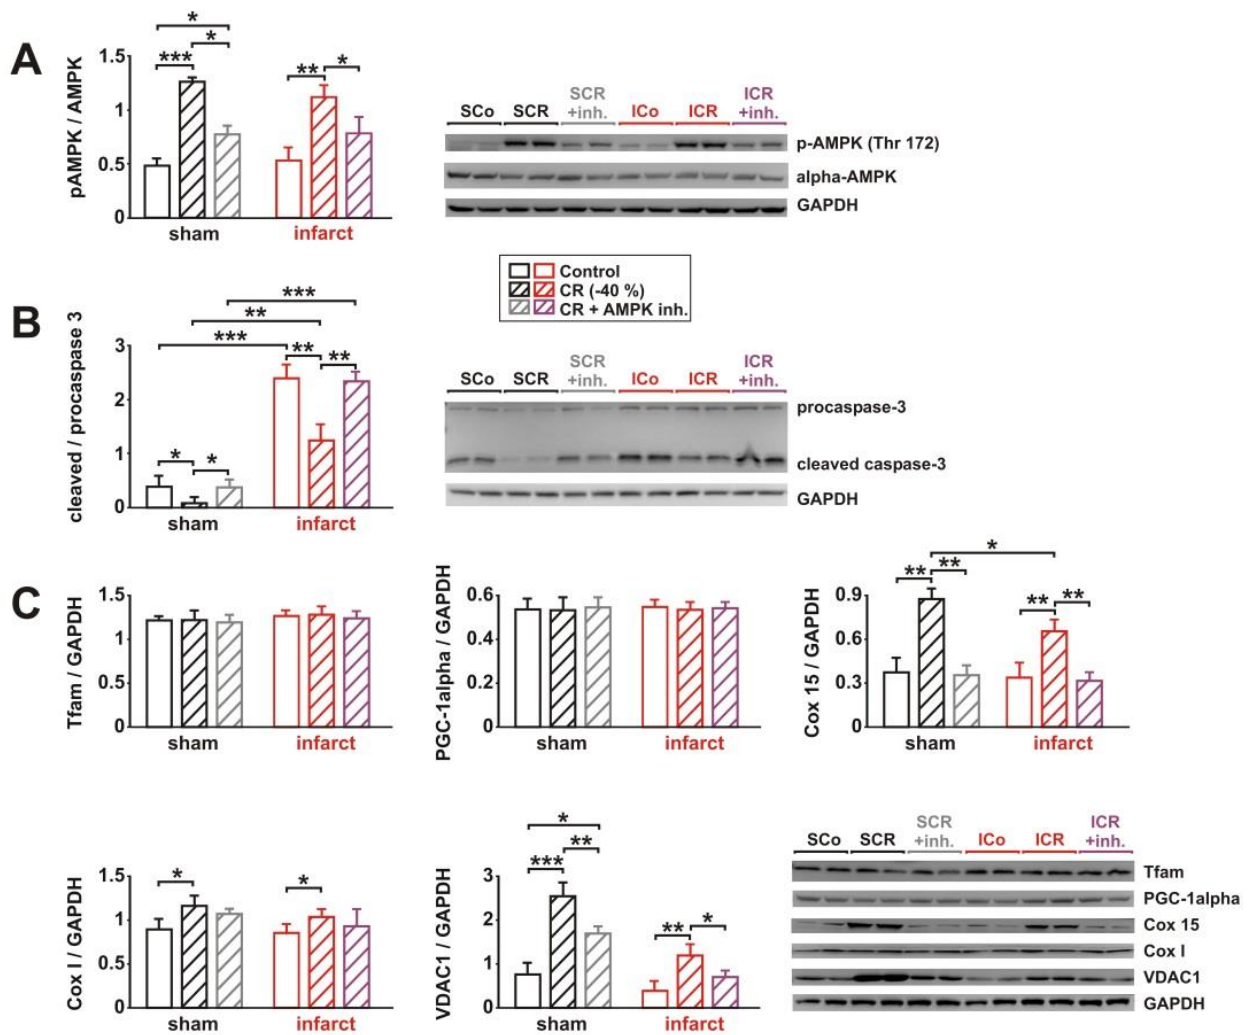 A
pAMPK / AMPK
1.5
1
0.5
0
*
*
***
**
*
sham
infarct
SCo
SCR
SCR
+inh.
ICo
ICR
ICR
+inh.
p-AMPK (Thr 172)
alpha-AMPK
GAPDH
Control
CR (-40 %)
CR + AMPK inh.
B
cleaved / procaspase 3
3
2
1
0
***
**
***
**
**
*
*
sham
infarct
SCo
SCR
SCR
+inh.
ICo
ICR
ICR
+inh.
procaspase-3
cleaved caspase-3
GAPDH
C
Tfam / GAPDH
1.5
1
0.5
0
sham
infarct
PGC-1alpha / GAPDH
0.6
0.4
0.2
0
sham
infarct
Cox 15 / GAPDH
0.9
0.6
0.3
0
*
**
**
**
**
sham
infarct
Cox I / GAPDH
1.5
1
0.5
0
*
*
sham
infarct
VDAC1 / GAPDH
3
2
1
0
*
**
***
**
*
sham
infarct
SCo
SCR
SCR
+inh.
ICo
ICR
ICR
+inh.
Tfam
PGC-1alpha
Cox 15
Cox I
VDAC1
GAPDH